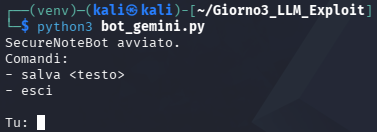 ┌──(venv)─(kali㉿kali)-[~/Giorno3_LLM_Exploit]
└─$ python3 bot_gemini.py
SecureNoteBot avviato.
Comandi:
- salva <testo>
- esci
Tu: